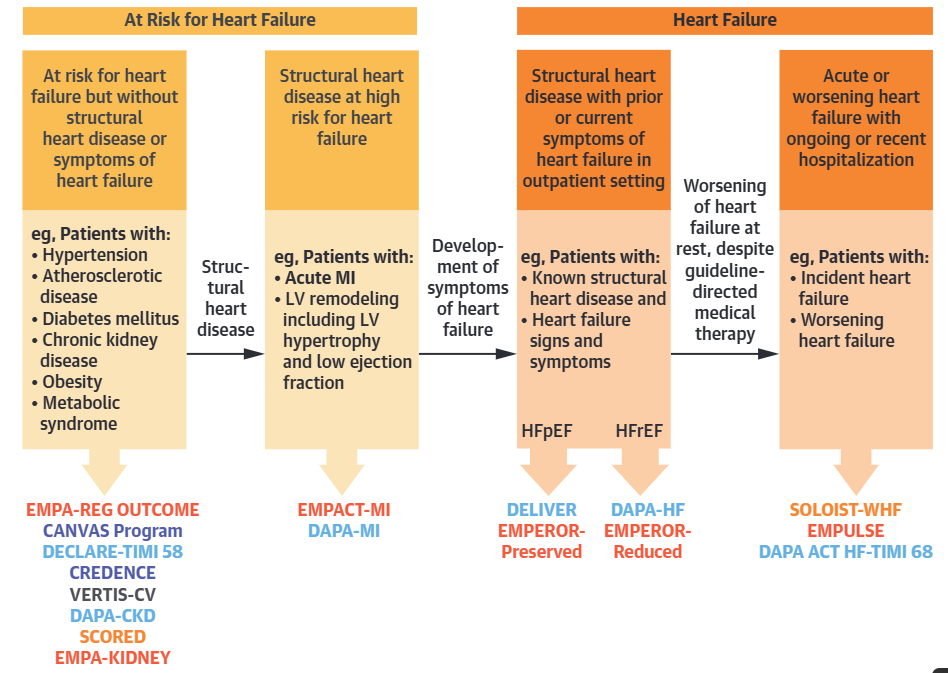 At Risk for Heart Failure
Heart Failure
At risk for heart
failure but without
structural
heart disease or
symptoms of
heart failure
eg, Patients with:
• Hypertension
• Atherosclerotic
disease
• Diabetes mellitus
• Chronic kidney
disease
• Obesity
• Metabolic
syndrome
Struc-
tural
heart
disease
Structural heart
disease at high
risk for heart
failure
eg, Patients with:
• Acute MI
• LV remodeling
including LV
hypertrophy
and low ejection
fraction
Develop-
ment of
symptoms
of heart
failure
Structural heart
disease with prior
or current
symptoms of
heart failure in
outpatient setting
eg, Patients with:
• Known structural
heart disease and
• Heart failure
signs and
symptoms
HFpEF
HFrEF
Worsening
of heart
failure at
rest, despite
guideline-
directed
medical
therapy
Acute or
worsening heart
failure with
ongoing or recent
hospitalization
eg, Patients with:
• Incident heart
failure
• Worsening
heart failure
EMPA-REG OUTCOME
CANVAS Program
DECLARE-TIMI 58
CREDENCE
VERTIS-CV
DAPA-CKD
SCORED
EMPA-KIDNEY
EMPACT-MI
DAPA-MI
DELIVER
EMPEROR-
Preserved
DAPA-HF
EMPEROR-
Reduced
SOLOIST-WHF
EMPULSE
DAPA ACT HF-TIMI 68